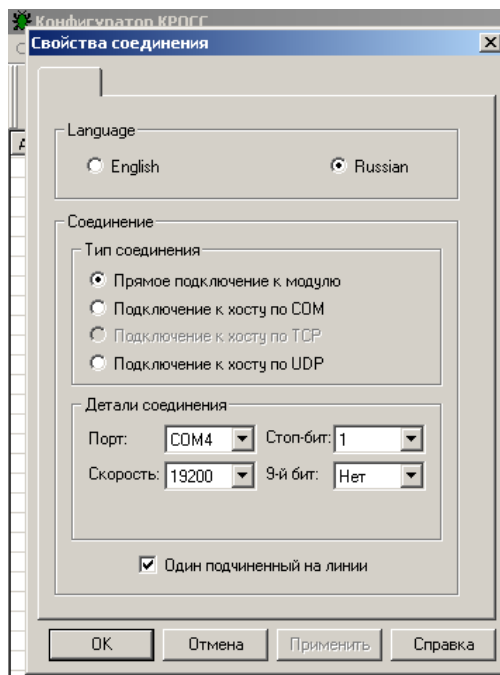 Конфигуратор КРОСС
Свойства соединения
Language
English Russian
Соединение
Тип соединения
Прямое подключение к модулю
Подключение к хосту по COM
Подключение к хосту по TCP
Подключение к хосту по UDP
Детали соединения
Порт: COM4 Стоп-бит: 1
Скорость: 19200 9-й бит: Нет
Один подчиненный на линии
OK Отмена Применить Справка